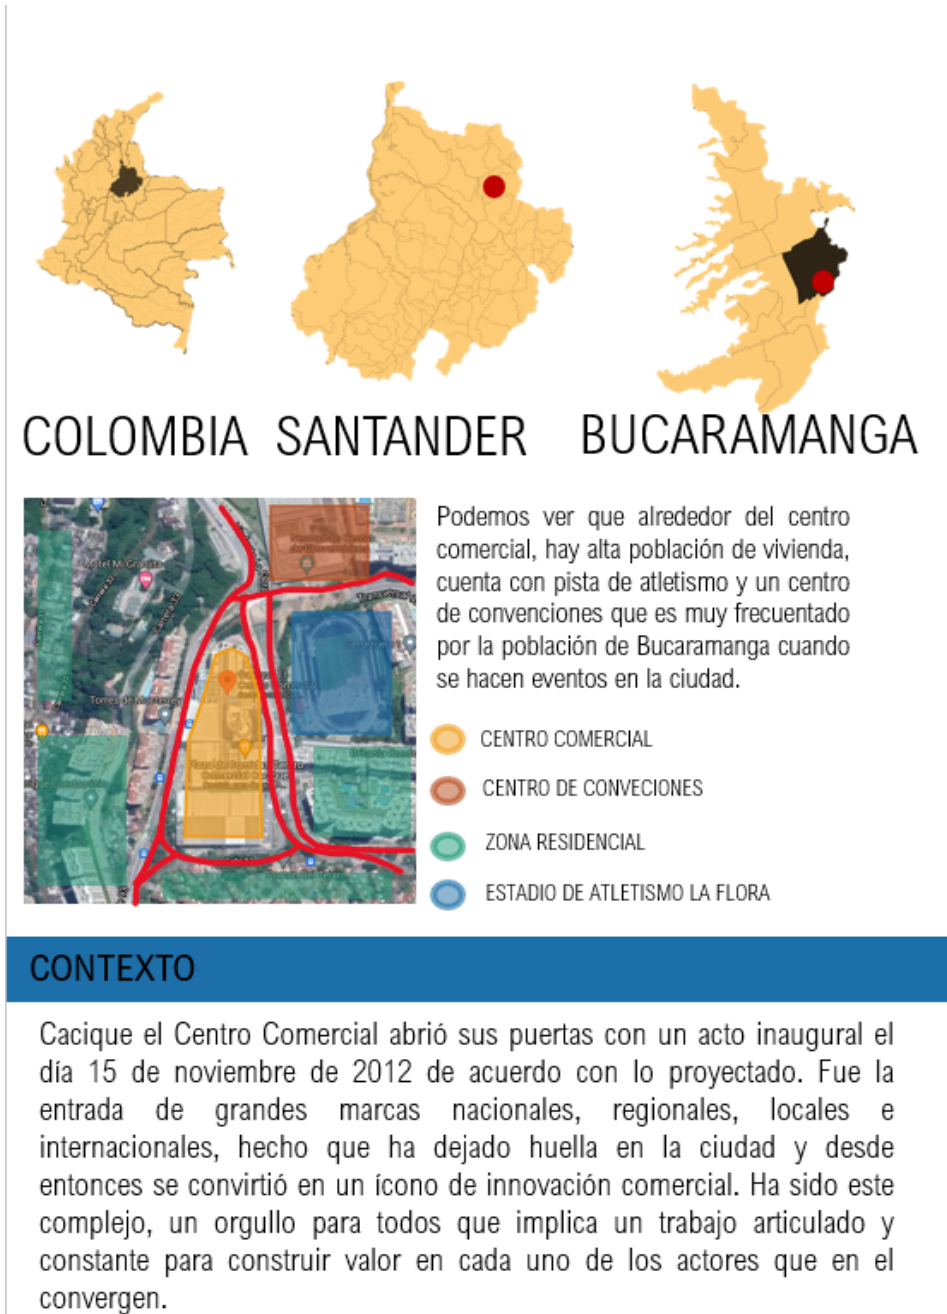 COLOMBIA SANTANDER BUCARAMANGA
Motel Mi Gracita
Torres de Monterrey
Podemos ver que alrededor del centro
comercial, hay alta población de vivienda,
cuenta con pista de atletismo y un centro
de convenciones que es muy frecuentado
por la población de Bucaramanga cuando
se hacen eventos en la ciudad.
CENTRO COMERCIAL
CENTRO DE CONVECIONES
ZONA RESIDENCIAL
ESTADIO DE ATLETISMO LA FLORA
CONTEXTO
Cacique el Centro Comercial abrió sus puertas con un acto inaugural el
día 15 de noviembre de 2012 de acuerdo con lo proyectado. Fue la
entrada de grandes marcas nacionales, regionales, locales e
internacionales, hecho que ha dejado huella en la ciudad y desde
entonces se convirtió en un ícono de innovación comercial. Ha sido este
complejo, un orgullo para todos que implica un trabajo articulado y
constante para construir valor en cada uno de los actores que en el
convergen.